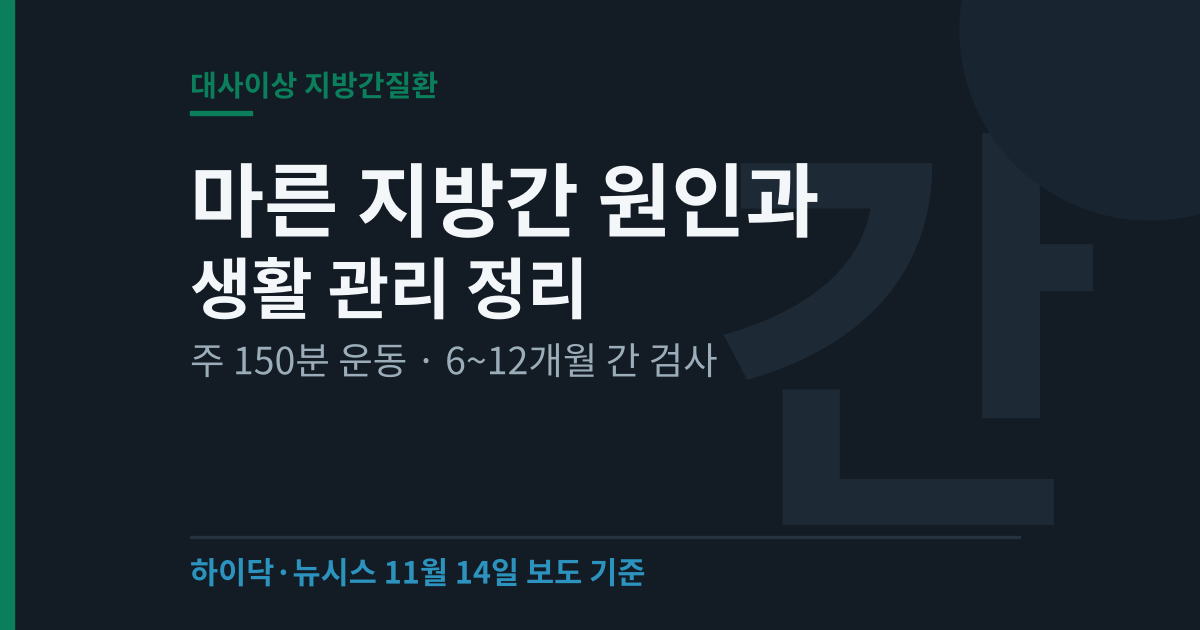 대사이상 지방간질환
마른 지방간 원인과
생활 관리 정리
주 150분 운동 · 6~12개월 간 검사
간
하이닥·뉴시스 11월 14일 보도 기준